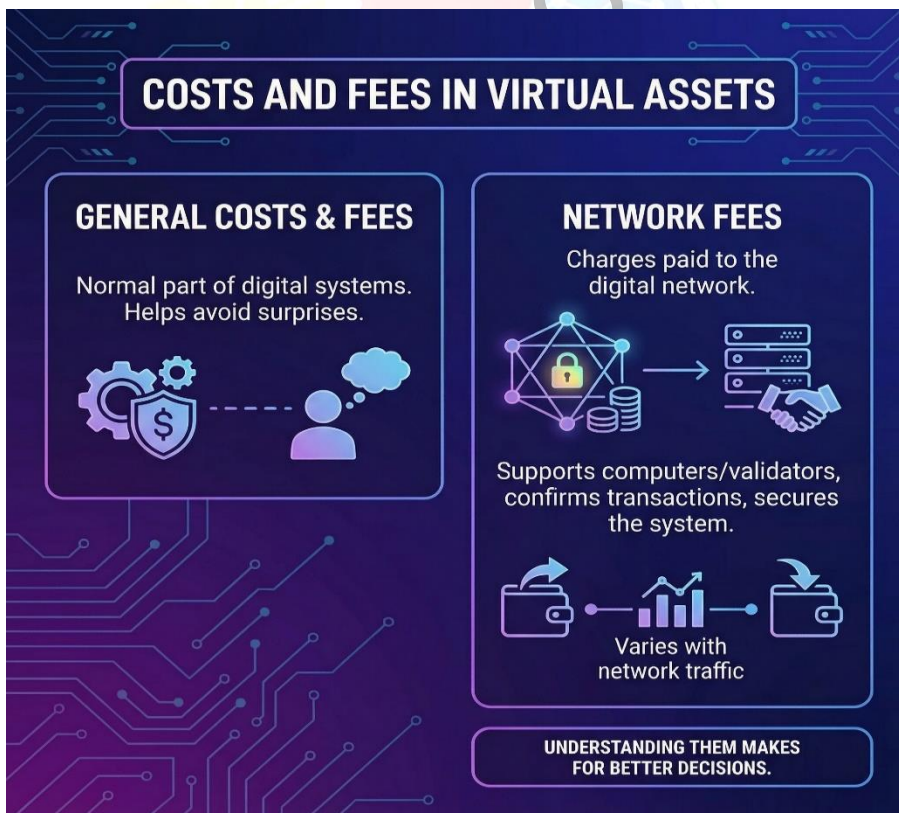 COSTS AND FEES IN VIRTUAL ASSETS
GENERAL COSTS & FEES
Normal part of digital systems.
Helps avoid surprises.
$
NETWORK FEES
Charges paid to the
digital network.
Supports computers/validators,
confirms transactions, secures
the system.
Varies with
network traffic
UNDERSTANDING THEM MAKES
FOR BETTER DECISIONS.